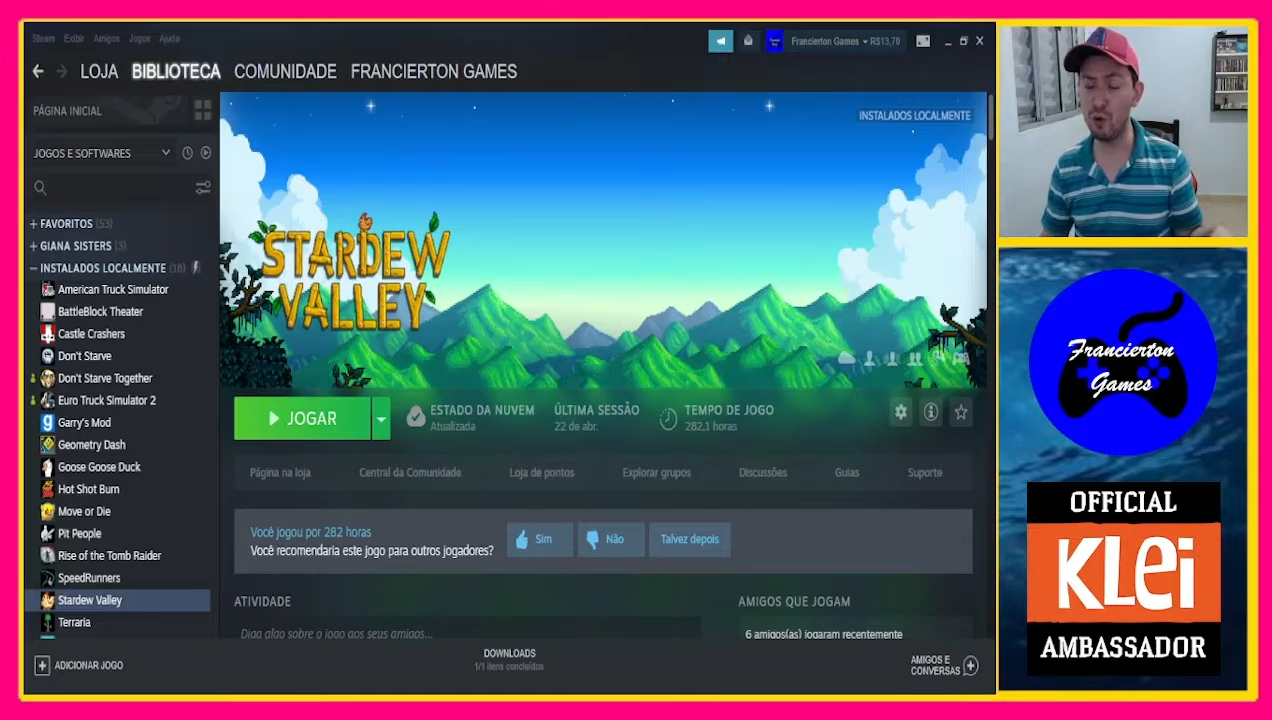 Steam Exibir Amigos Jogos Ajuda
Francierton Games R$13,70
LOJA BIBLIOTECA COMUNIDADE FRANCIERTON GAMES
PÁGINA INICIAL
INSTALADOS LOCALMENTE
JOGOS E SOFTWARES
+ FAVORITOS (53)
+ GIANA SISTERS (3)
− INSTALADOS LOCALMENTE (18)
American Truck Simulator
BattleBlock Theater
Castle Crashers
Don't Starve
Don't Starve Together
Euro Truck Simulator 2
Garry's Mod
Geometry Dash
Goose Goose Duck
Hot Shot Burn
Move or Die
Pit People
Rise of the Tomb Raider
SpeedRunners
Stardew Valley
Terraria
STARDEW
VALLEY
JOGAR
ESTADO DA NUVEM
Atualizada
ÚLTIMA SESSÃO
22 de abr.
TEMPO DE JOGO
282,1 horas
Página na loja Central da Comunidade Loja de pontos Explorar grupos Discussões Guias Suporte
Você jogou por 282 horas
Você recomendaria este jogo para outros jogadores?
Sim Não Talvez depois
ATIVIDADE
Diga algo sobre o jogo aos seus amigos...
AMIGOS QUE JOGAM
6 amigos(as) jogaram recentemente
ADICIONAR JOGO
DOWNLOADS
1/1 itens concluídos
AMIGOS E
CONVERSAS
Francierton
Games
OFFICIAL
KLEi
AMBASSADOR